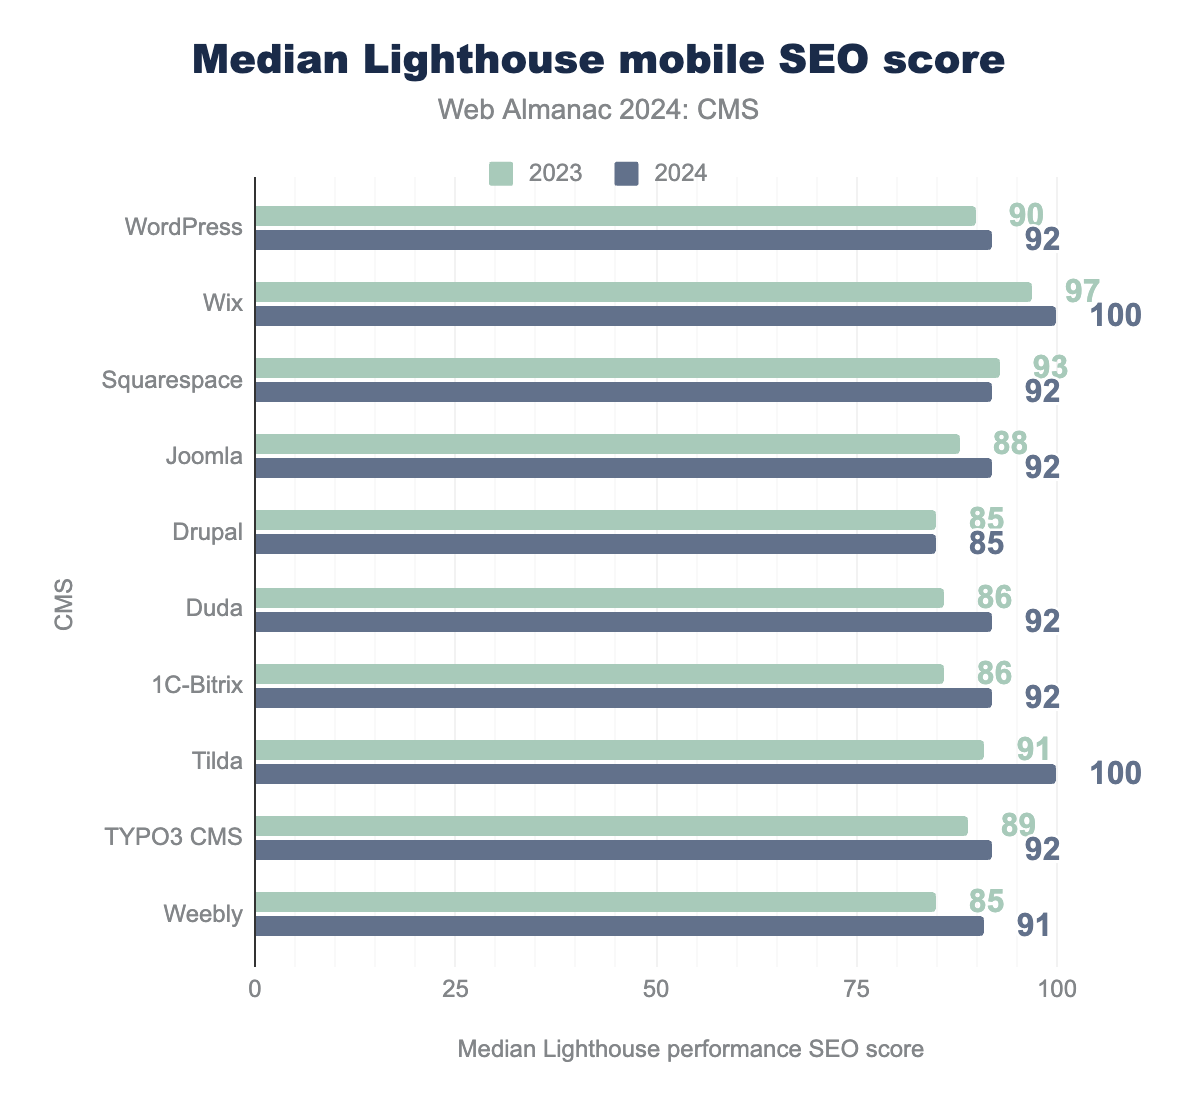 Median Lighthouse mobile SEO score
Web Almanac 2024: CMS
2023 2024
WordPress 90
92
Wix 97
100
Squarespace 93
92
Joomla 88
92
Drupal 85
85
CMS
Duda 86
92
1C-Bitrix 86
92
Tilda 91
100
TYPO3 CMS 89
92
Weebly 85
91
0 25 50 75 100
Median Lighthouse performance SEO score